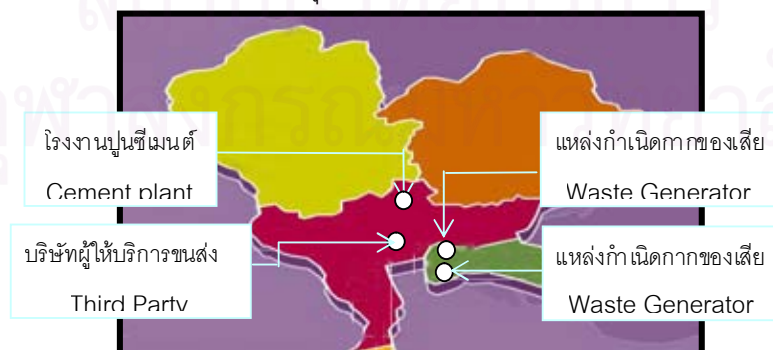 โรงงานปูนซีเมนต์
Cement plant
แหล่งกำเนิดกากของเสีย
Waste Generator
บริษัทผู้ให้บริการขนส่ง
Third Party
แหล่งกำเนิดกากของเสีย
Waste Generator